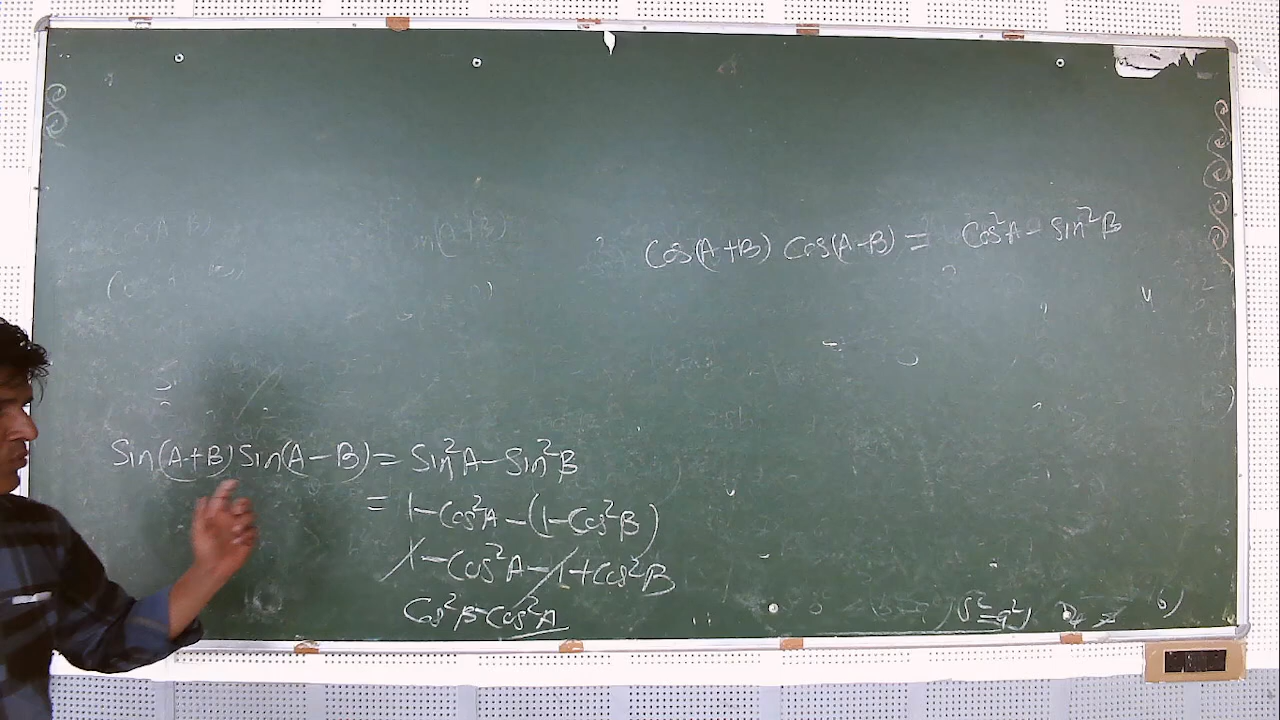 Cos(A+B) Cos(A-B) = Cos²A - Sin²B
Sin(A+B)Sin(A-B) = Sin²A - Sin²B
= 1-Cos²A-(1-Cos²B)
1-Cos²A-1+Cos²B
Cos²B-Cos²A